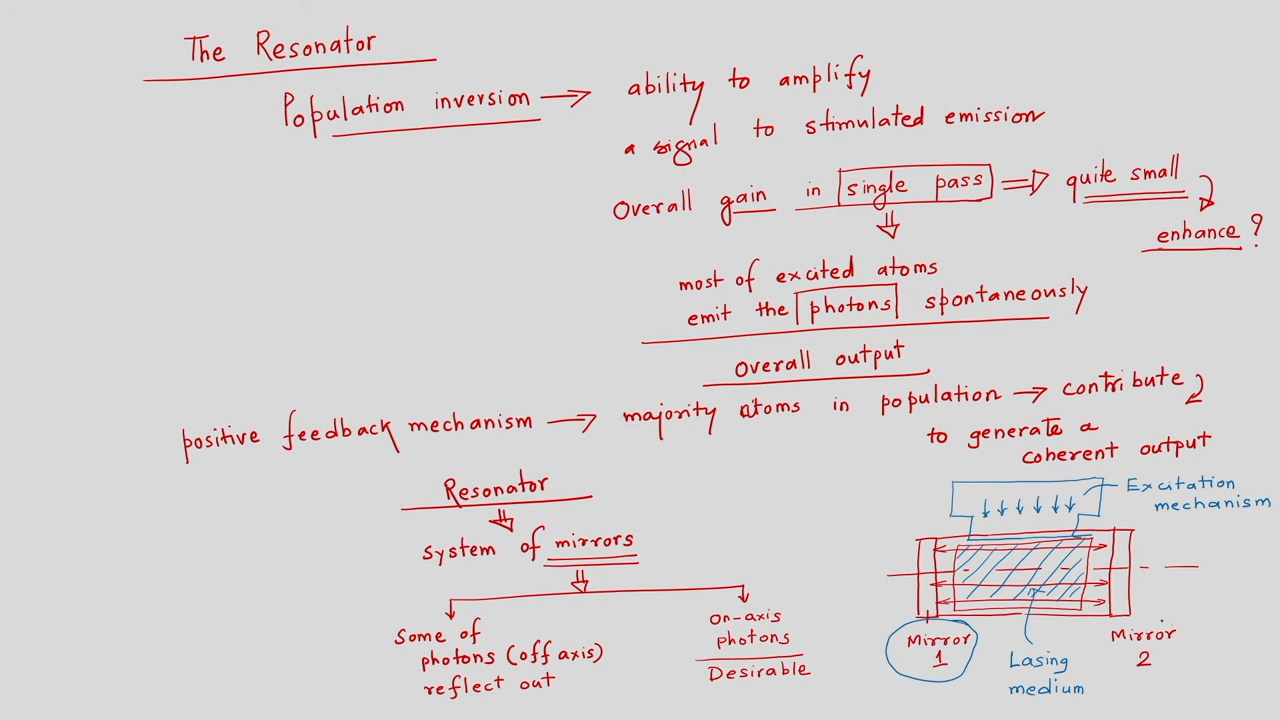 The Resonator
Population inversion → ability to amplify
a signal to stimulated emission
Overall gain in single pass ⇒ quite small
enhance ?
most of excited atoms
emit the photons spontaneously
Overall output
positive feedback mechanism → majority atoms in population → contribute
to generate a
coherent output
Resonator
system of mirrors
Some of
photons (off axis)
reflect out
on-axis
photons
Desirable
Excitation
mechanism
Mirror
1
Lasing
medium
Mirror
2